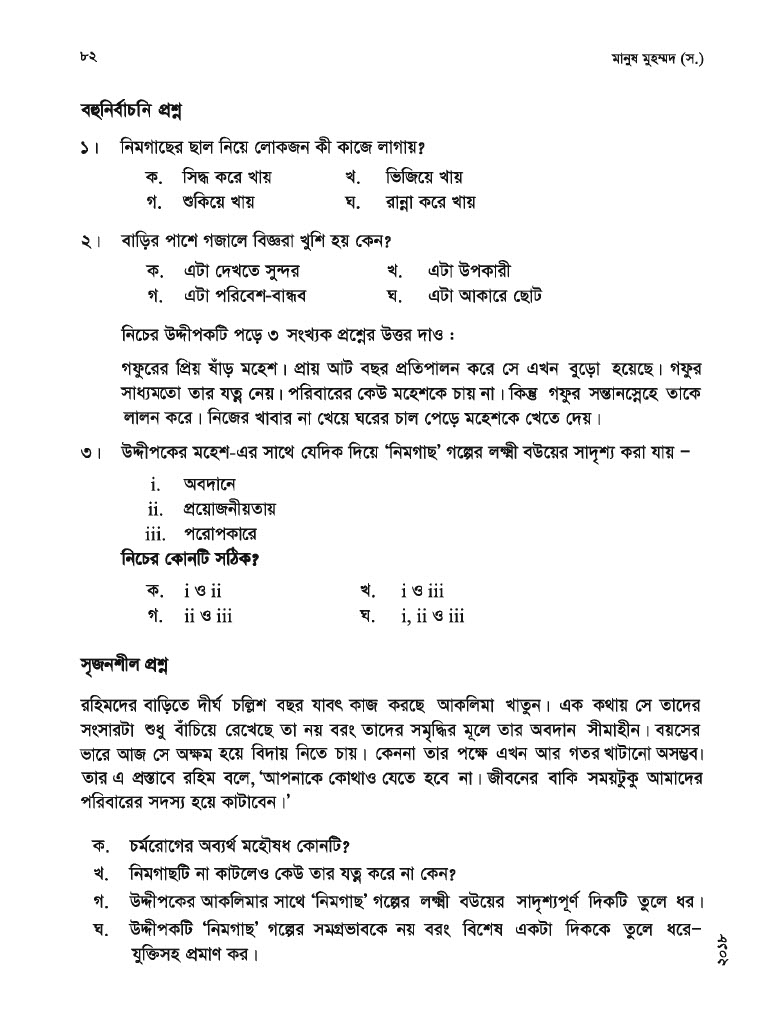 ৮২ মানুষ মুহম্মদ (স.)
বহুনির্বাচনি প্রশ্ন
১। নিমগাছের ছাল নিয়ে লোকজন কী কাজে লাগায়?
ক. সিদ্ধ করে খায় খ. ভিজিয়ে খায়
গ. শুকিয়ে খায় ঘ. রান্না করে খায়
২। বাড়ির পাশে গজালে বিজ্ঞরা খুশি হয় কেন?
ক. এটা দেখতে সুন্দর খ. এটা উপকারী
গ. এটা পরিবেশ-বান্ধব ঘ. এটা আকারে ছোট
নিচের উদ্দীপকটি পড়ে ৩ সংখ্যক প্রশ্নের উত্তর দাও :
গফুরের প্রিয় ষাঁড় মহেশ। প্রায় আট বছর প্রতিপালন করে সে এখন বুড়ো হয়েছে। গফুর
সাধ্যমতো তার যত্ন নেয়। পরিবারের কেউ মহেশকে চায় না। কিন্তু গফুর সন্তানস্নেহে তাকে
লালন করে। নিজের খাবার না খেয়ে ঘরের চাল পেড়ে মহেশকে খেতে দেয়।
৩। উদ্দীপকের মহেশ-এর সাথে যেদিক দিয়ে ‘নিমগাছ’ গল্পের লক্ষ্মী বউয়ের সাদৃশ্য করা যায় –
i. অবদানে
ii. প্রয়োজনীয়তায়
iii. পরোপকারে
নিচের কোনটি সঠিক?
ক. i ও ii খ. i ও iii
গ. ii ও iii ঘ. i, ii ও iii
সৃজনশীল প্রশ্ন
রহিমদের বাড়িতে দীর্ঘ চল্লিশ বছর যাবৎ কাজ করছে আকলিমা খাতুন। এক কথায় সে তাদের
সংসারটা শুধু বাঁচিয়ে রেখেছে তা নয় বরং তাদের সমৃদ্ধির মূলে তার অবদান সীমাহীন। বয়সের
ভারে আজ সে অক্ষম হয়ে বিদায় নিতে চায়। কেননা তার পক্ষে এখন আর গতর খাটানো অসম্ভব।
তার এ প্রস্তাবে রহিম বলে, ‘আপনাকে কোথাও যেতে হবে না। জীবনের বাকি সময়টুকু আমাদের
পরিবারের সদস্য হয়ে কাটাবেন।’
ক. চর্মরোগের অব্যর্থ মহৌষধ কোনটি?
খ. নিমগাছটি না কাটলেও কেউ তার যত্ন করে না কেন?
গ. উদ্দীপকের আকলিমার সাথে ‘নিমগাছ’ গল্পের লক্ষ্মী বউয়ের সাদৃশ্যপূর্ণ দিকটি তুলে ধর।
ঘ. উদ্দীপকটি ‘নিমগাছ’ গল্পের সমগ্রভাবকে নয় বরং বিশেষ একটা দিককে তুলে ধরে–
যুক্তিসহ প্রমাণ কর।
২০১৮